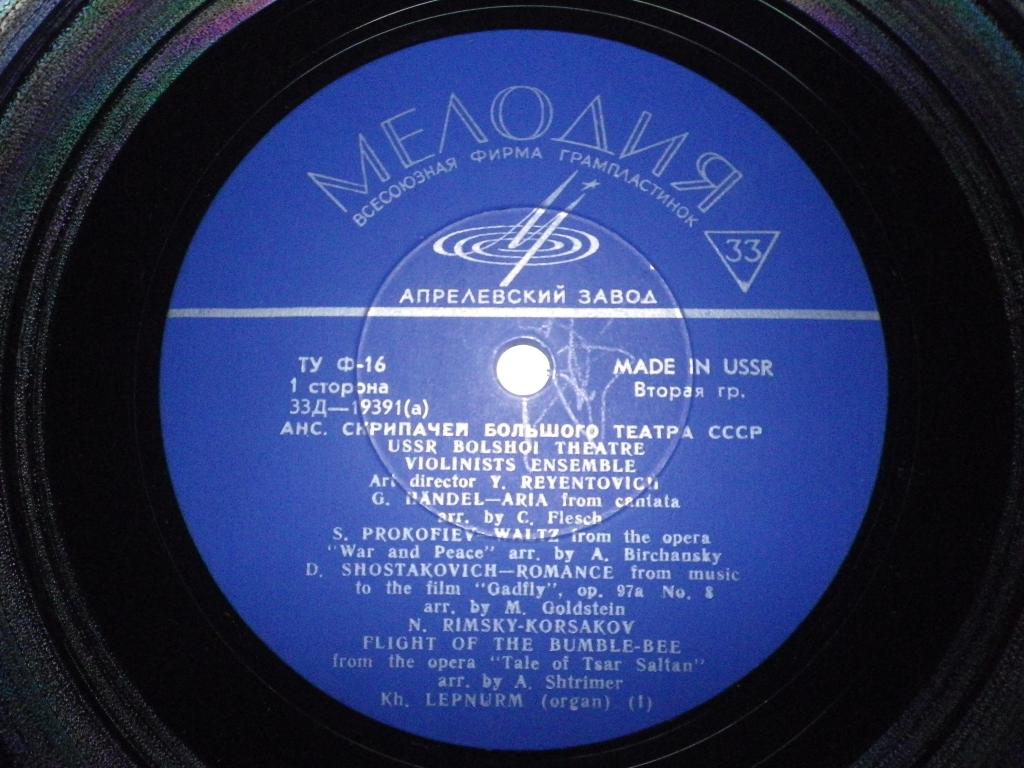 МЕЛОДИЯ
ВСЕСОЮЗНАЯ ФИРМА ГРАМПЛАСТИНОК
33
АПРЕЛЕВСКИЙ ЗАВОД
ТУ Ф-16
1 сторона
33Д—19391(а)
MADE IN USSR
Вторая гр.
АНС. СКРИПАЧЕЙ БОЛЬШОГО ТЕАТРА СССР
USSR BOLSHOI THEATRE
VIOLINISTS ENSEMBLE
Art director Y. REYENTOVICH
G. HÄNDEL—ARIA from cantata
arr. by C. Flesch
S. PROKOFIEV—WALTZ from the opera
"War and Peace" arr. by A. Birchansky
D. SHOSTAKOVICH—ROMANCE from music
to the film "Gadfly", op. 97a No. 8
arr. by M. Goldstein
N. RIMSKY-KORSAKOV
FLIGHT OF THE BUMBLE-BEE
from the opera "Tale of Tsar Saltan"
arr. by A. Shtrimer
Kh. LEPNURM (organ) (1)